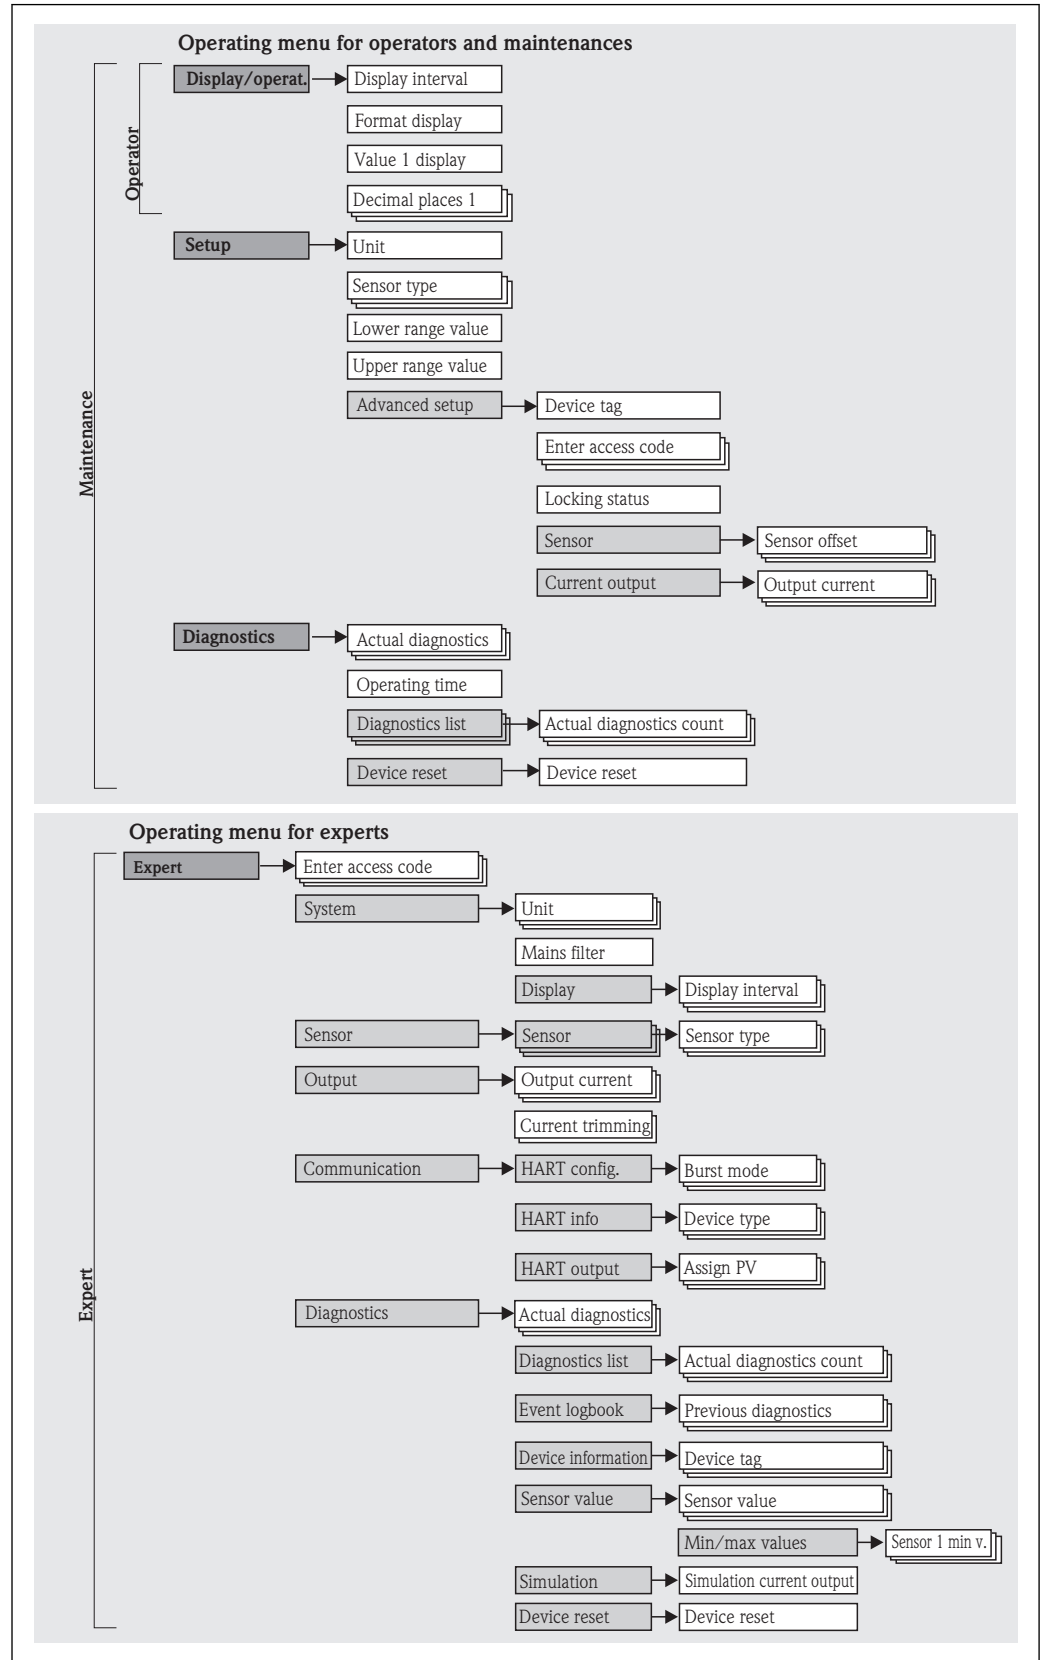 Operating menu for operators and maintenances
Maintenance
Operator
Display/operat.
Display interval
Format display
Value 1 display
Decimal places 1
Setup
Unit
Sensor type
Lower range value
Upper range value
Advanced setup
Device tag
Enter access code
Locking status
Sensor
Sensor offset
Current output
Output current
Diagnostics
Actual diagnostics
Operating time
Diagnostics list
Actual diagnostics count
Device reset
Device reset
Operating menu for experts
Expert
Expert
Enter access code
System
Unit
Mains filter
Display
Display interval
Sensor
Sensor
Sensor type
Output
Output current
Current trimming
Communication
HART config.
Burst mode
HART info
Device type
HART output
Assign PV
Diagnostics
Actual diagnostics
Diagnostics list
Actual diagnostics count
Event logbook
Previous diagnostics
Device information
Device tag
Sensor value
Sensor value
Min/max values
Sensor 1 min v.
Simulation
Simulation current output
Device reset
Device reset